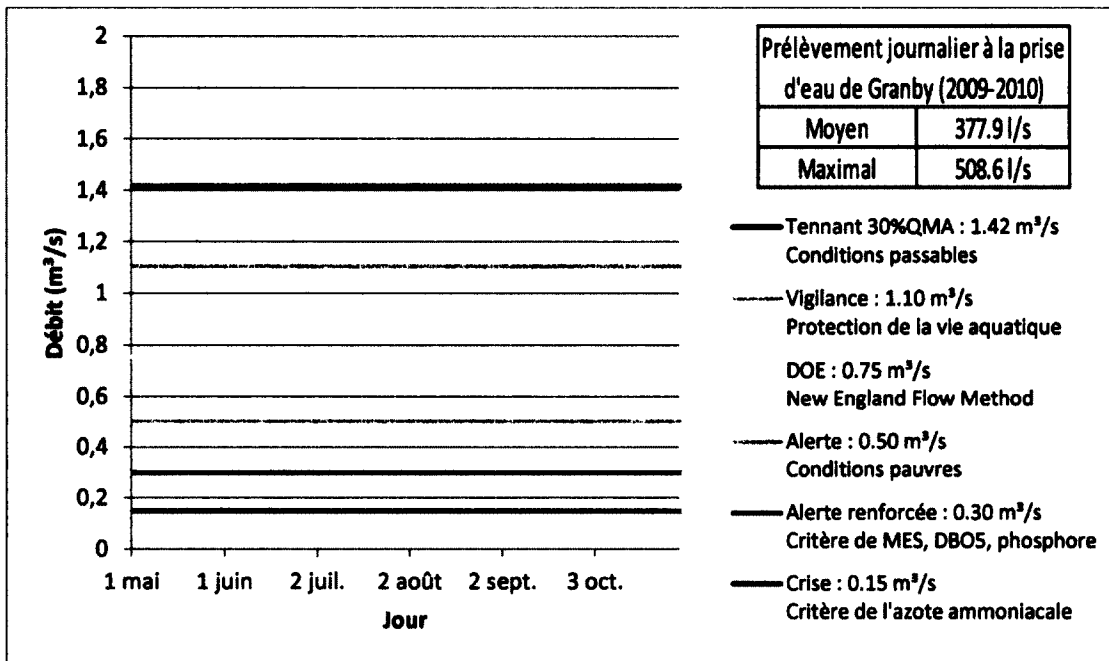 2
1,8
1,6
1,4
1,2
1
0,8
0,6
0,4
0,2
0
Débit (m³/s)
1 mai 1 juin 2 juil. 2 août 2 sept. 3 oct.
Jour
Prélèvement journalier à la prise
d'eau de Granby (2009-2010)
Moyen 377.9 l/s
Maximal 508.6 l/s
Tennant 30%QMA : 1.42 m³/s
Conditions passables
Vigilance : 1.10 m³/s
Protection de la vie aquatique
DOE : 0.75 m³/s
New England Flow Method
Alerte : 0.50 m³/s
Conditions pauvres
Alerte renforcée : 0.30 m³/s
Critère de MES, DBO5, phosphore
Crise : 0.15 m³/s
Critère de l'azote ammoniacale